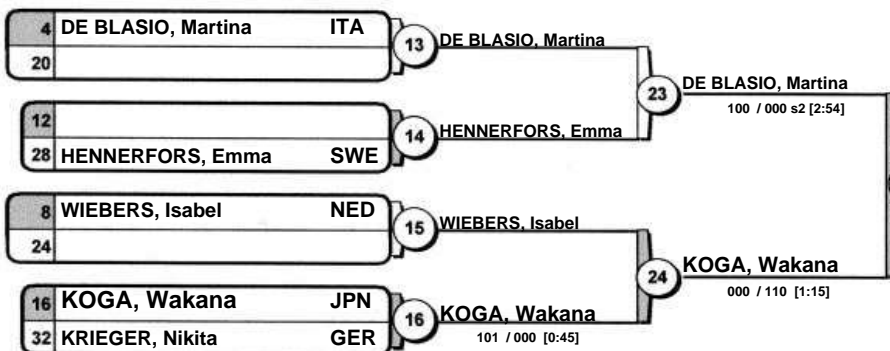 4 DE BLASIO, Martina ITA
20
13 DE BLASIO, Martina
12
28 HENNERFORS, Emma SWE
14 HENNERFORS, Emma
23 DE BLASIO, Martina
100 / 000 s2 [2:54]
8 WIEBERS, Isabel NED
24
15 WIEBERS, Isabel
16 KOGA, Wakana JPN
32 KRIEGER, Nikita GER
16 KOGA, Wakana
101 / 000 [0:45]
24 KOGA, Wakana
000 / 110 [1:15]